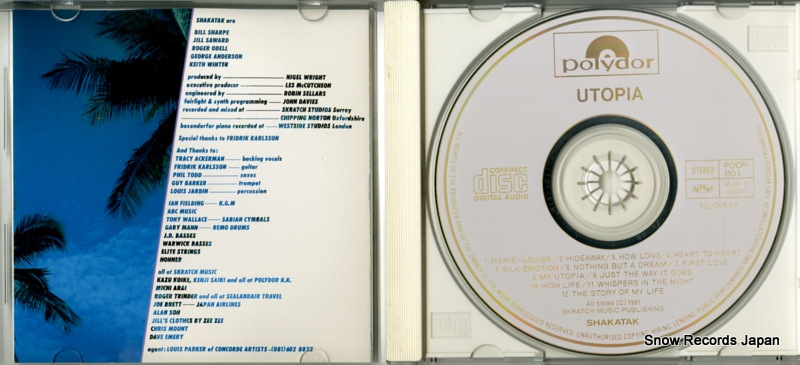 SHAKATAK are
BILL SHARPE
JILL SAWARD
ROGER ODELL
GEORGE ANDERSON
KEITH WINTER
produced by NIGEL WRIGHT
executive producer LES McCUTCHEON
engineered by ROBIN SELLARS
fairlight & synth programming JOHN DAVIES
recorded and mixed at SKRATCH STUDIOS Surrey
CHIPPING NORTON Oxfordshire
bosendorfer piano recorded at WESTSIDE STUDIOS London
Special thanks to FRIDRIK KARLSSON
And Thanks to:
TRACY ACKERMAN backing vocals
FRIDRIK KARLSSON guitar
PHIL TODD saxes
GUY BARKER trumpet
LOUIS JARDIN percussion
IAN FIELDING K.G.M
ARC MUSIC
TONY WALLACE SABIAN CYMBALS
GARY MANN REMO DRUMS
J.D. BASSES
WARWICK BASSES
ELITE STRINGS
HOHNER
all at SKRATCH MUSIC
KAZU KOIKE, KENJI SAIKI and all at POLYDOR K.K.
MICHI ARAI
ROGER TRINDER and all at SEALANDAIR TRAVEL
JOE BRETT JAPAN AIRLINES
ALAN SOH
JILL'S CLOTHES BY ZEE ZEE
CHRIS MOUNT
DAVE EMERY
agent: LOUIS PARKER of CONCORDE ARTISTS - (081) 602 8822
polydor
UTOPIA
COMPACT
disc
DIGITAL AUDIO
STEREO
POCP-
1101
Made in
Japan
POLYDOR K.K.
1 MARIE-LOUISE/2 HIDEAWAY/3 HOW LONG/4 HEART TO HEART
5 SILK EMOTION/6 NOTHING BUT A DREAM/7 FIRST LOVE
8 MY UTOPIA/9 JUST THE WAY IT GOES
10 HIGH LIFE/11 WHISPERS IN THE NIGHT
12 THE STORY OF MY LIFE
All titles (C) 1991
SKRATCH MUSIC PUBLISHING
SHAKATAK
Snow Records Japan